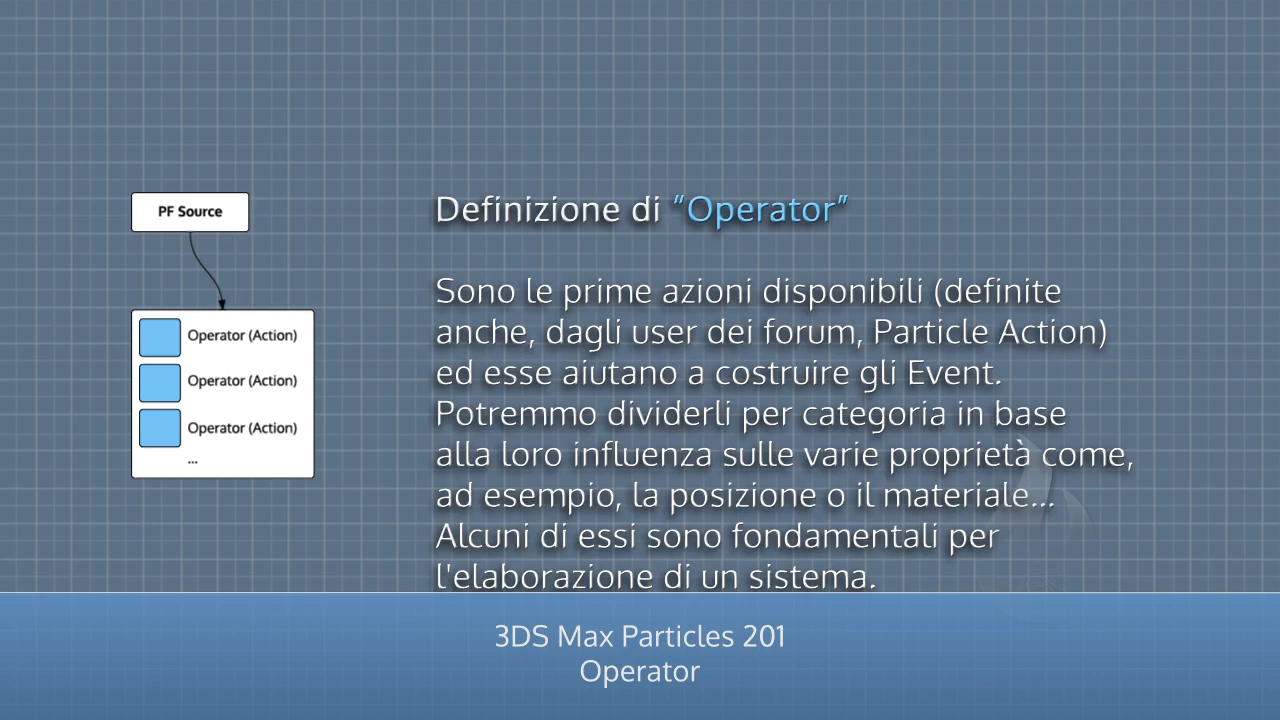 PF Source
Operator (Action)
Operator (Action)
Operator (Action)
...
Definizione di “Operator”
Sono le prime azioni disponibili (definite
anche, dagli user dei forum, Particle Action)
ed esse aiutano a costruire gli Event.
Potremmo dividerli per categoria in base
alla loro influenza sulle varie proprietà come,
ad esempio, la posizione o il materiale...
Alcuni di essi sono fondamentali per
l'elaborazione di un sistema.
3DS Max Particles 201
Operator